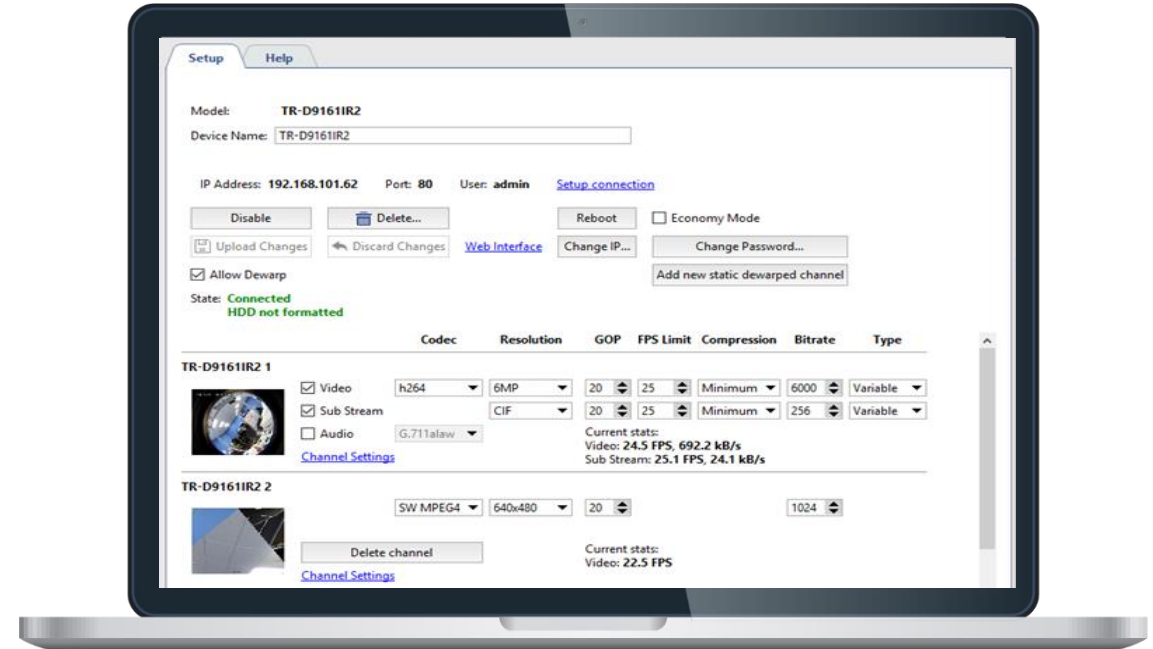 Setup Help
Model: TR-D9161IR2
Device Name: TR-D9161IR2
IP Address: 192.168.101.62 Port: 80 User: admin Setup connection
Disable Delete... Reboot Economy Mode
Upload Changes Discard Changes Web Interface Change IP... Change Password...
Allow Dewarp Add new static dewarped channel
State: Connected
HDD not formatted
Codec Resolution GOP FPS Limit Compression Bitrate Type
TR-D9161IR2 1
Video h264 6MP 20 25 Minimum 6000 Variable
Sub Stream CIF 20 25 Minimum 256 Variable
Audio G.711alaw Current stats:
Video: 24.5 FPS, 692.2 kB/s
Channel Settings Sub Stream: 25.1 FPS, 24.1 kB/s
TR-D9161IR2 2
SW MPEG4 640x480 20 1024
Delete channel Current stats:
Video: 22.5 FPS
Channel Settings